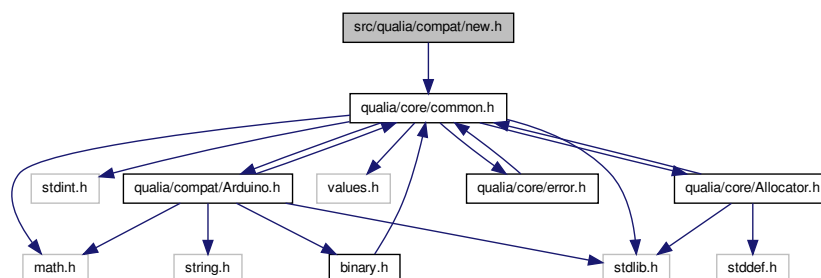 src/qualia/compat/new.h
qualia/core/common.h
stdint.h
qualia/compat/Arduino.h
values.h
qualia/core/error.h
qualia/core/Allocator.h
math.h
string.h
binary.h
stdlib.h
stddef.h